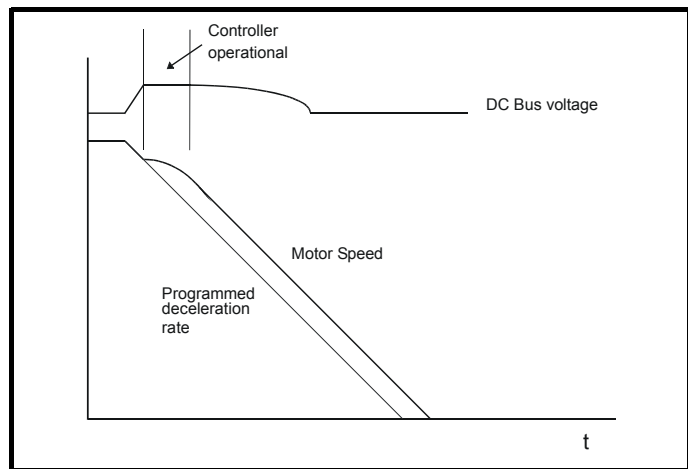 Controller
operational
DC Bus voltage
Motor Speed
Programmed
deceleration
rate
t